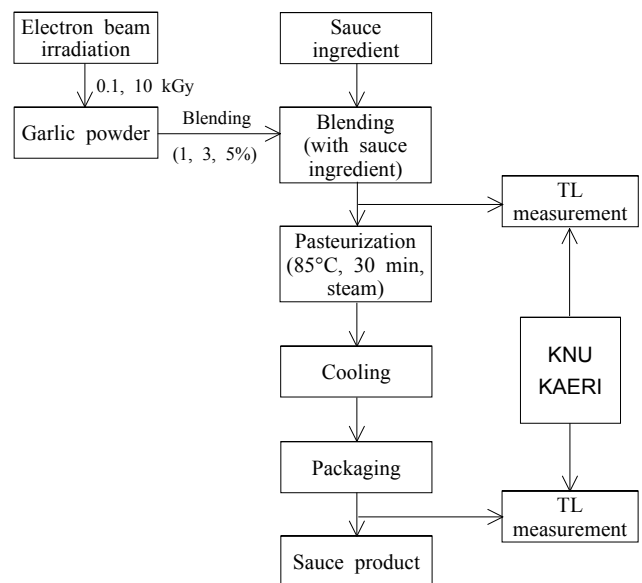 Electron beam
irradiation
Sauce
ingredient
0.1, 10 kGy
Garlic powder
Blending
(1, 3, 5%)
Blending
(with sauce
ingredient)
TL
measurement
Pasteurization
(85°C, 30 min,
steam)
KNU
KAERI
Cooling
Packaging
TL
measurement
Sauce product